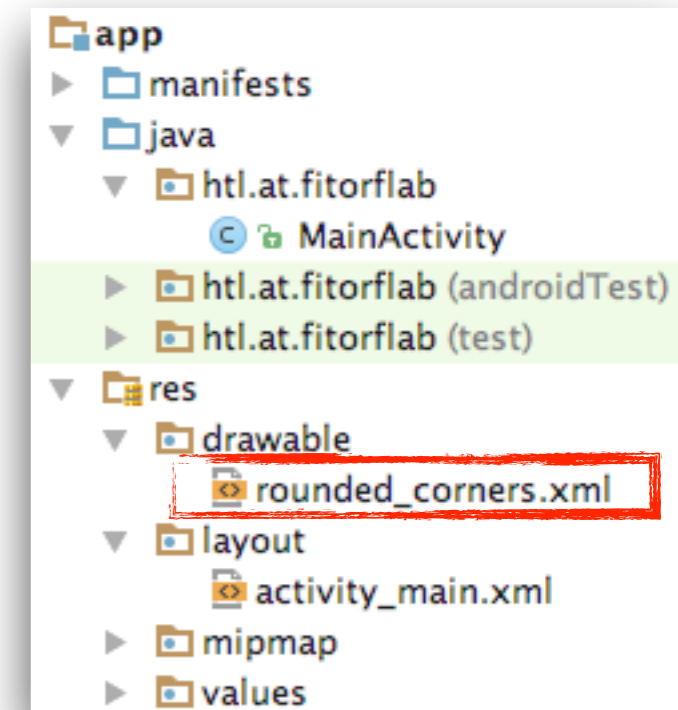 app
manifests
java
htl.at.fitorflab
C MainActivity
htl.at.fitorflab (androidTest)
htl.at.fitorflab (test)
res
drawable
rounded_corners.xml
layout
activity_main.xml
mipmap
values